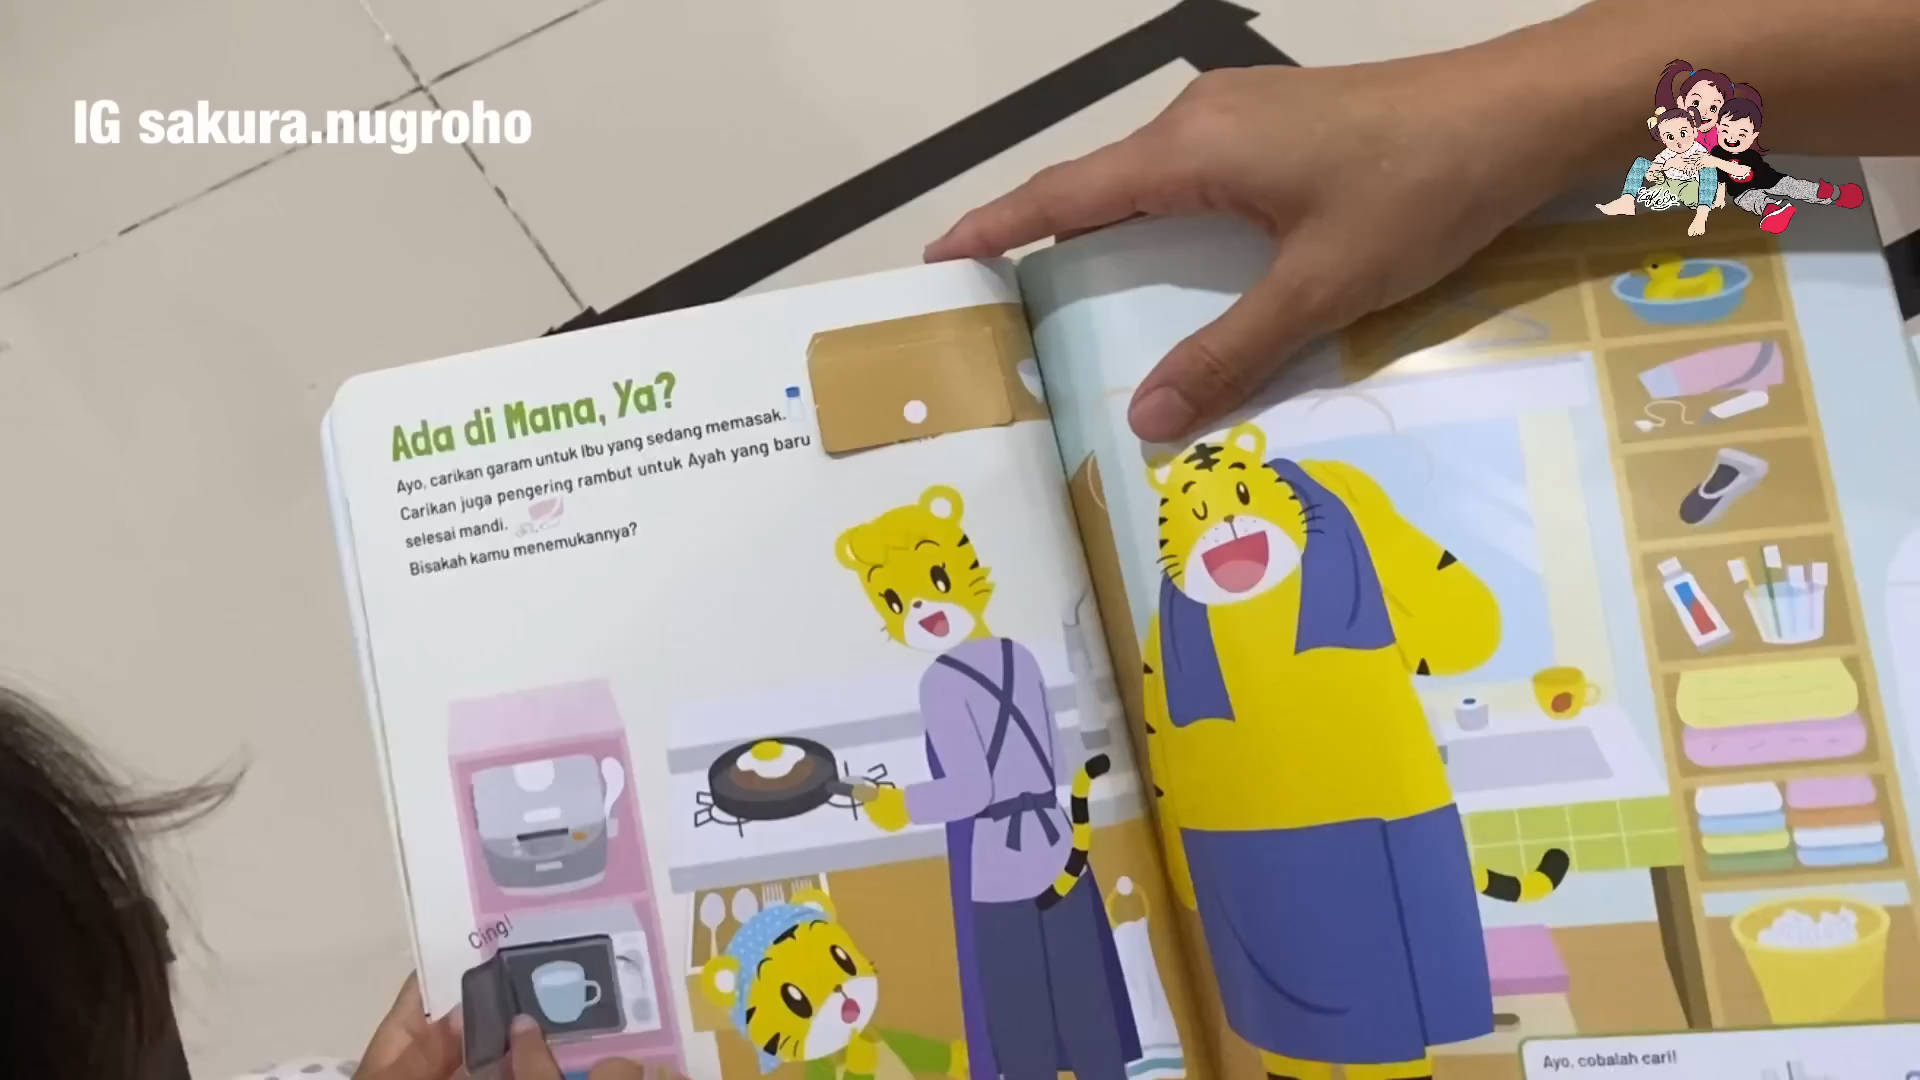 IG sakura.nugroho
Ada di Mana, Ya?
Ayo, carikan garam untuk Ibu yang sedang memasak.
Carikan juga pengering rambut untuk Ayah yang baru
selesai mandi.
Bisakah kamu menemukannya?
Cing!
Ayo, cobalah cari!